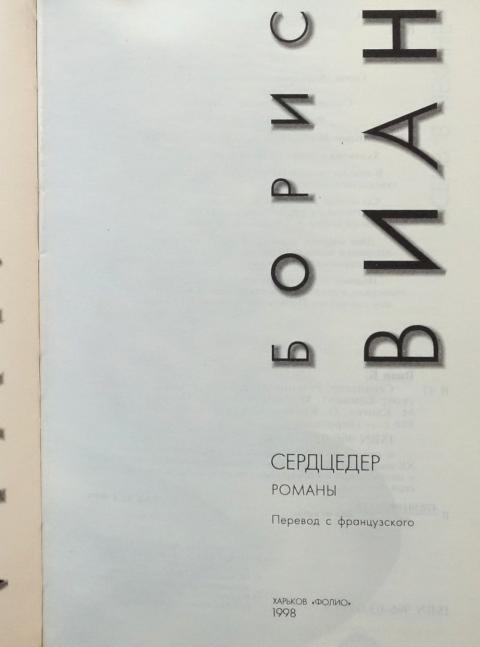 БОРИС
ВИАН
СЕРДЦЕДЕР
РОМАНЫ
Перевод с французского
ХАРЬКОВ «ФОЛИО»
1998